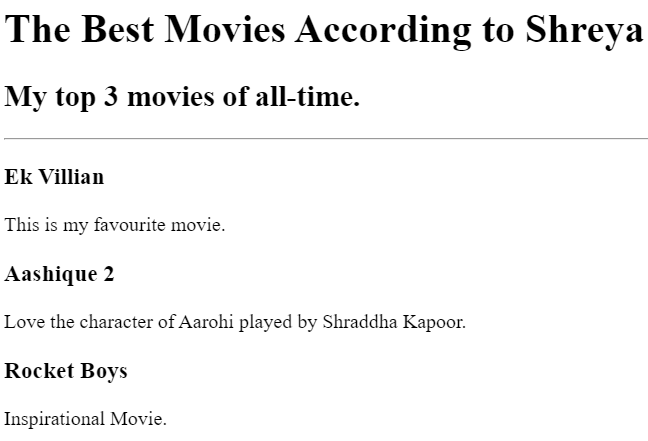 The Best Movies According to Shreya
My top 3 movies of all-time.
Ek Villian
This is my favourite movie.
Aashique 2
Love the character of Aarohi played by Shraddha Kapoor.
Rocket Boys
Inspirational Movie.